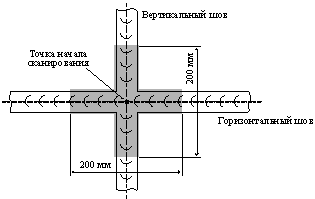 Вертикальный шов
Точка начала
сканирования
200 мм
Горизонтальный шов
200 мм